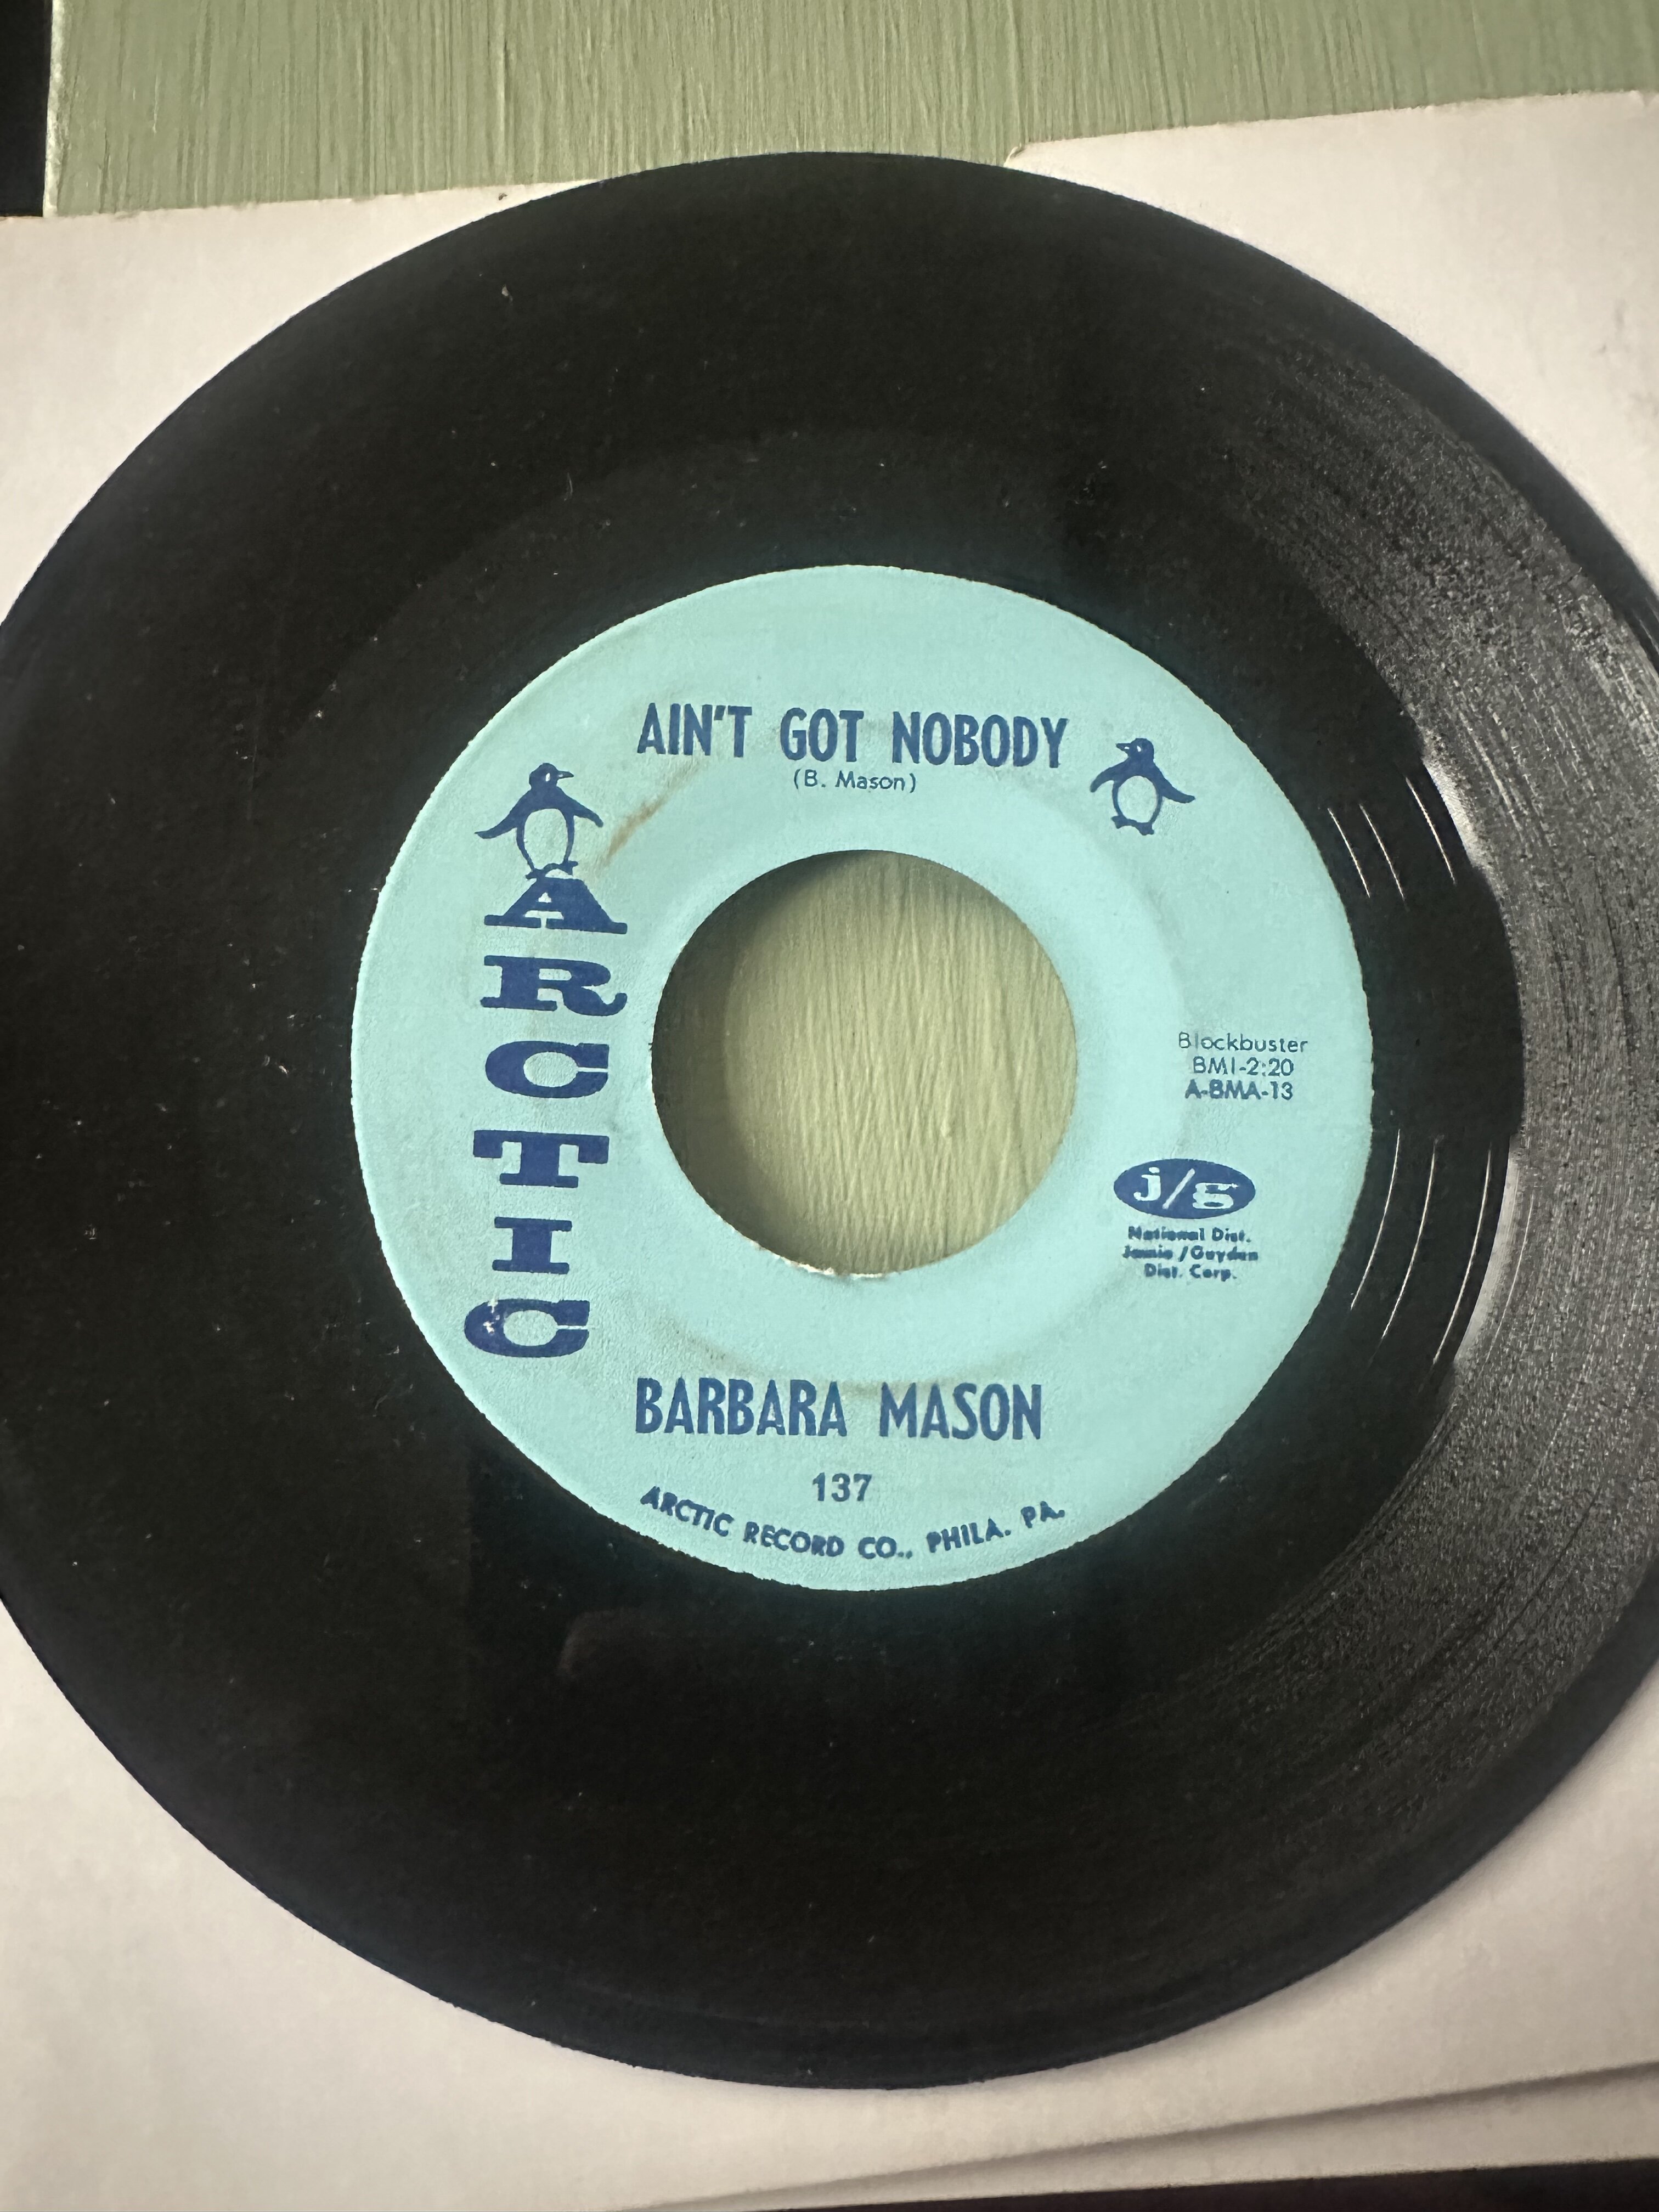 AIN'T GOT NOBODY
(B. Mason)
ARCTIC
Blockbuster
BMI-2:20
A-BMA-13
j/g
National Dist.
Jamie/Guyden
Dist. Corp.
BARBARA MASON
137
ARCTIC RECORD CO., PHILA. PA.